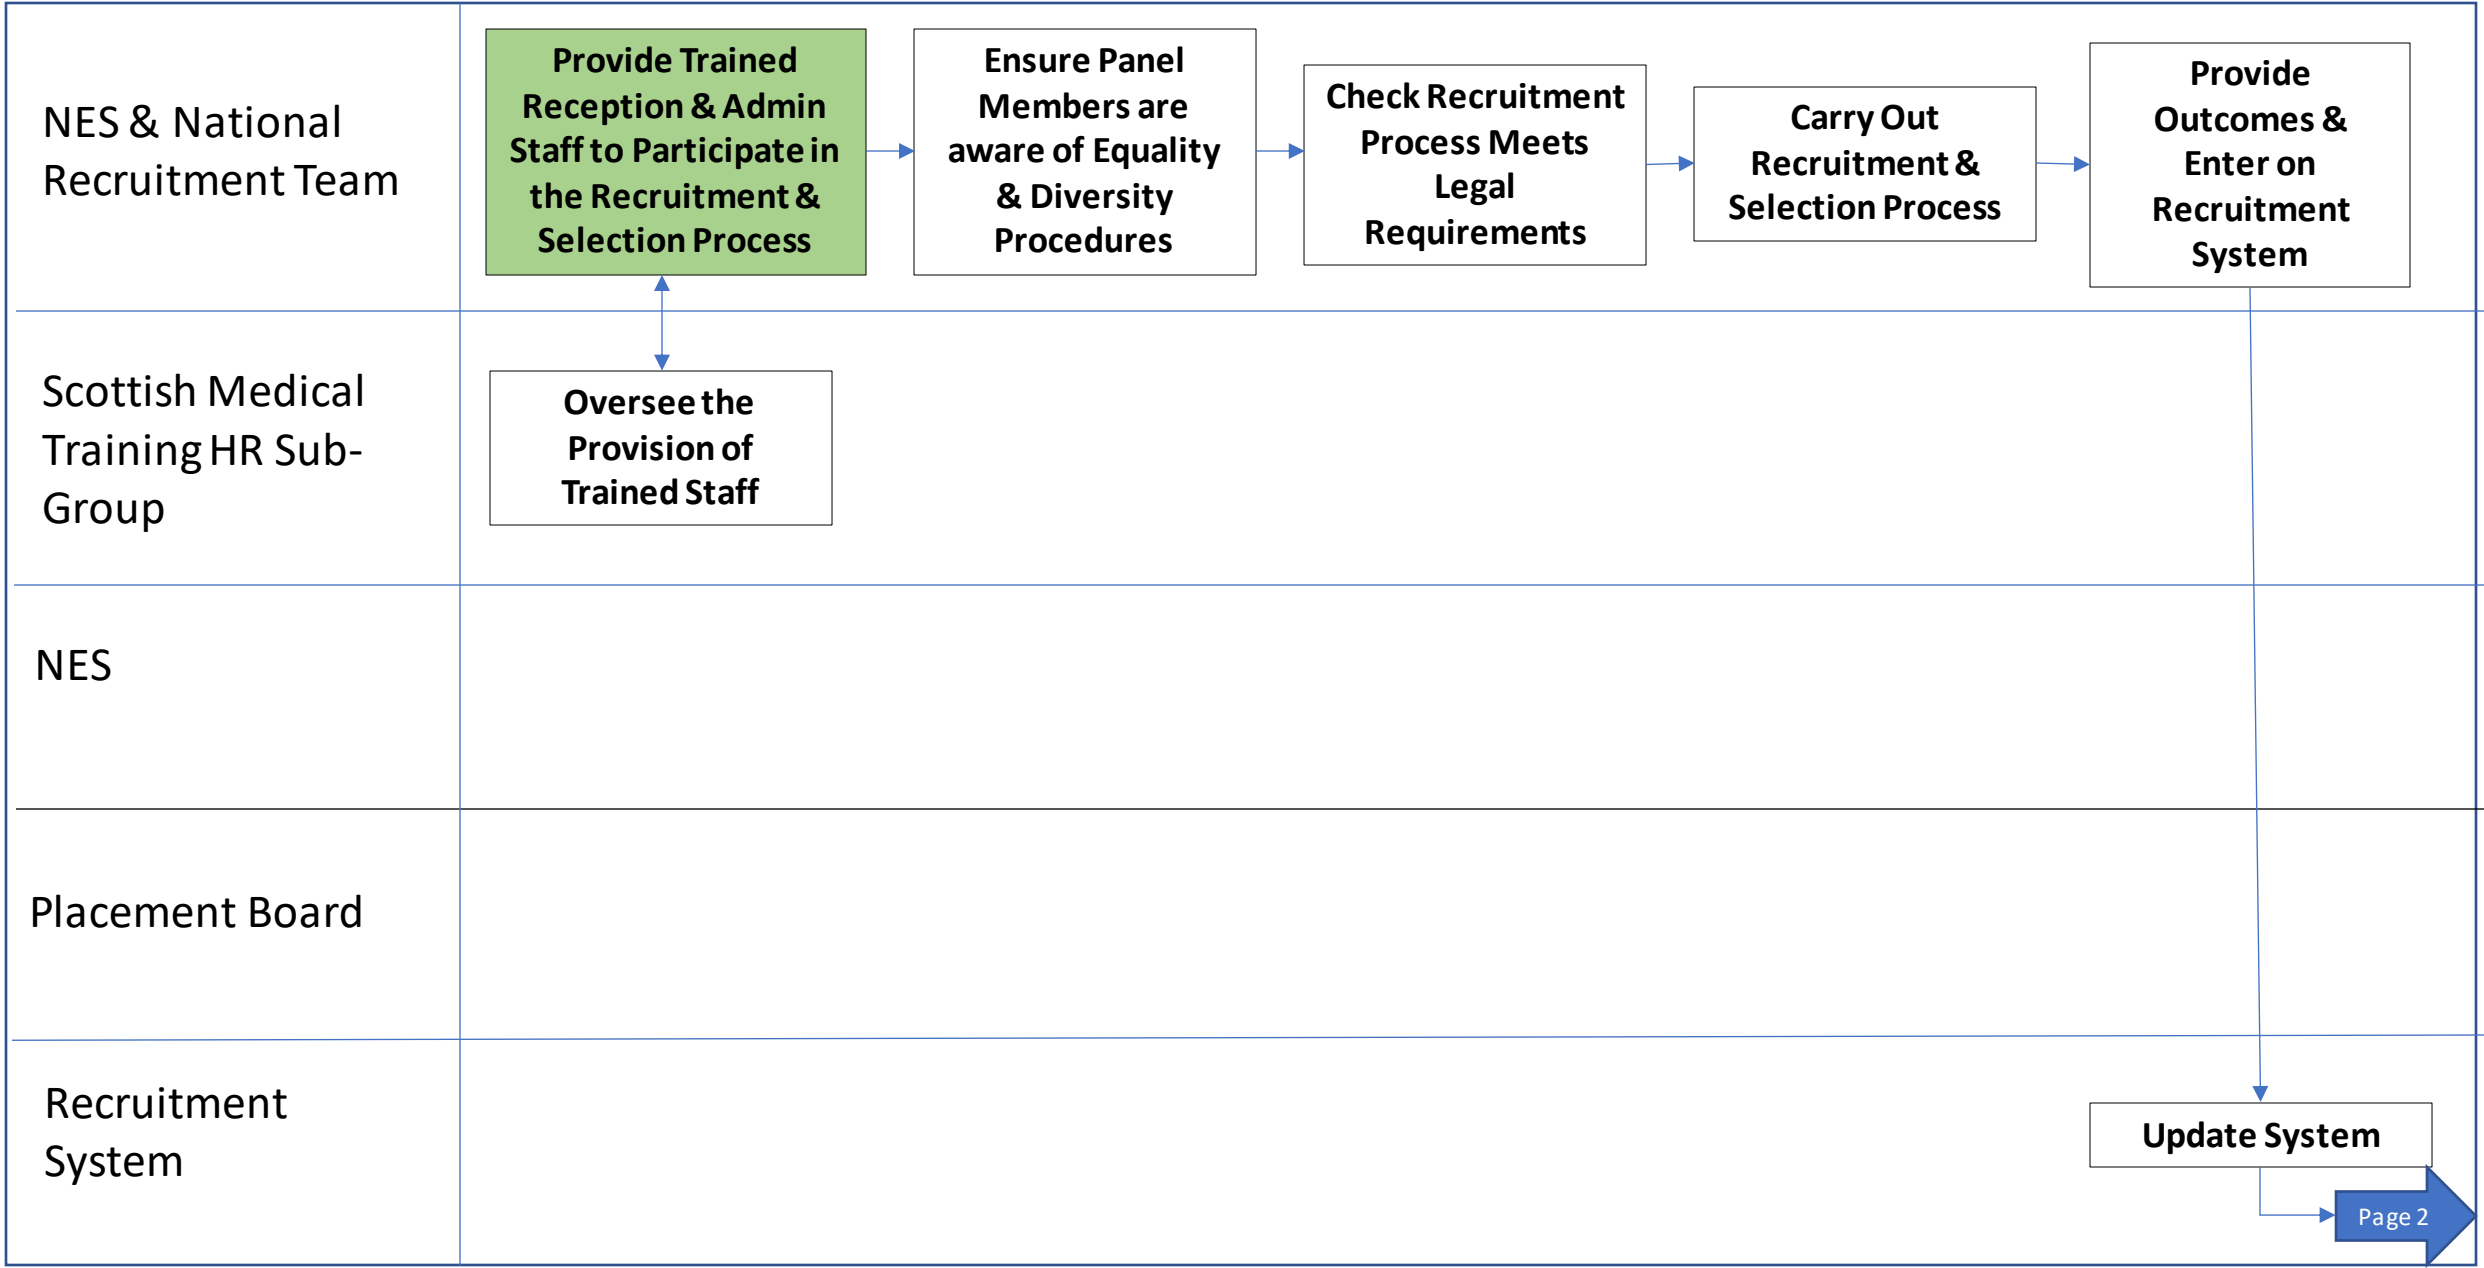 NES & National
Recruitment Team
Provide Trained
Reception & Admin
Staff to Participate in
the Recruitment &
Selection Process
Ensure Panel
Members are
aware of Equality
& Diversity
Procedures
Check Recruitment
Process Meets
Legal
Requirements
Carry Out
Recruitment &
Selection Process
Provide
Outcomes &
Enter on
Recruitment
System
Scottish Medical
Training HR Sub-
Group
Oversee the
Provision of
Trained Staff
NES
Placement Board
Recruitment
System
Update System
Page 2